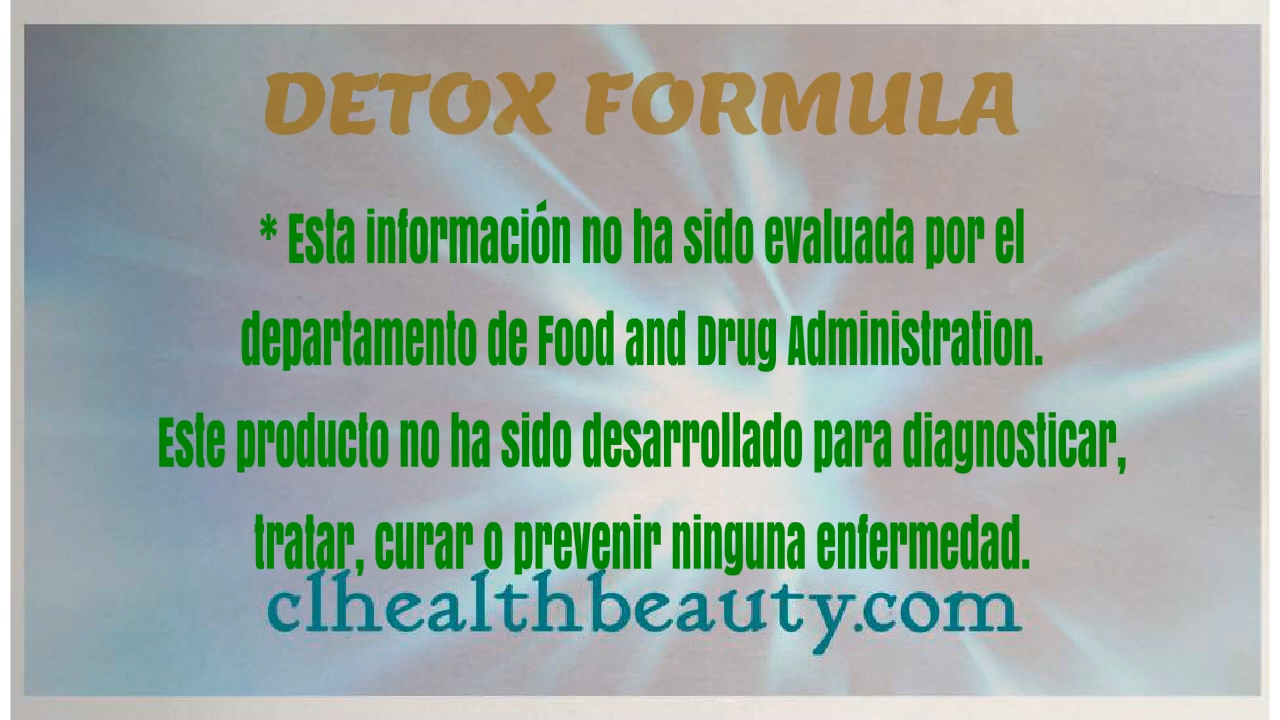 DETOX FORMULA
* Esta información no ha sido evaluada por el
departamento de Food and Drug Administration.
Este producto no ha sido desarrollado para diagnosticar,
tratar, curar o prevenir ninguna enfermedad.
clhealthbeauty.com